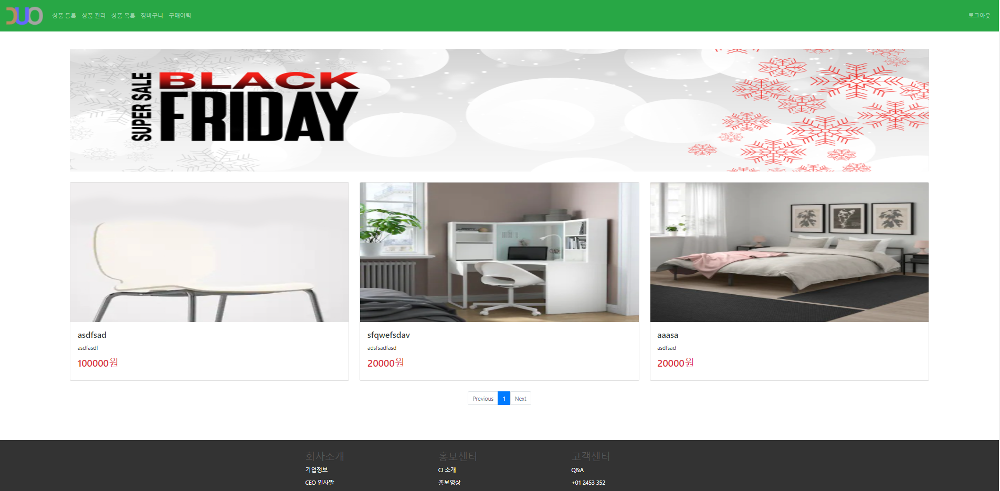 DUO
상품 등록 상품 관리 상품 목록 장바구니 구매이력
로그아웃
SUPER SALE
BLACK
FRIDAY
asdfsad
asdfasdf
100000원
sfqwefsdav
adsfsadfasd
20000원
aaasa
asdfsad
20000원
Previous 1 Next
회사소개
기업정보
CEO 인사말
홍보센터
CI 소개
홍보영상
고객센터
Q&A
+01 2453 352